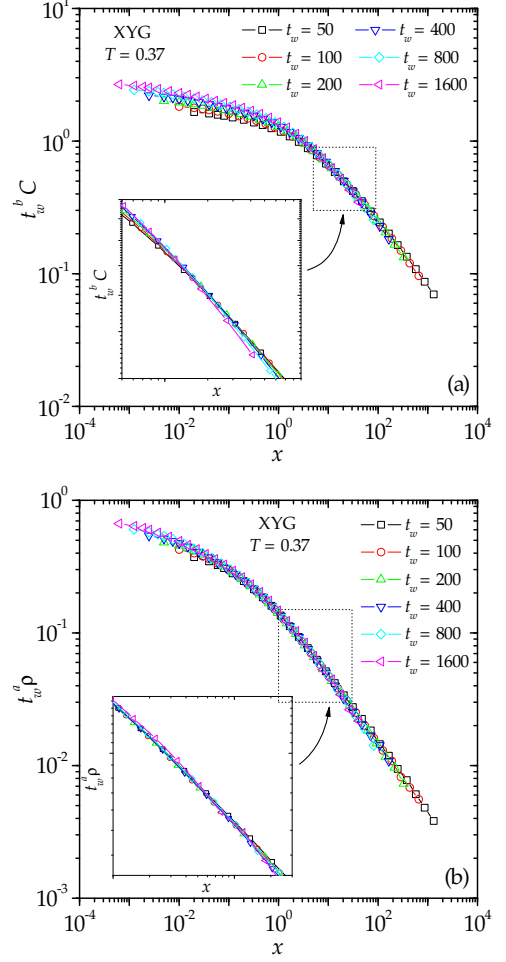 XYG
T = 0.37
t_w = 50
t_w = 100
t_w = 200
t_w = 400
t_w = 800
t_w = 1600
10^2
10^1
10^0
10^-1
10^-2
t_w^b C
t_w^b C
x
(a)
10^-4 10^-2 10^0 10^2 10^4
x
XYG
T = 0.37
t_w = 50
t_w = 100
t_w = 200
t_w = 400
t_w = 800
t_w = 1600
10^0
10^-1
10^-2
10^-3
t_w^a ρ
t_w^a ρ
x
(b)
10^-4 10^-2 10^0 10^2 10^4
x